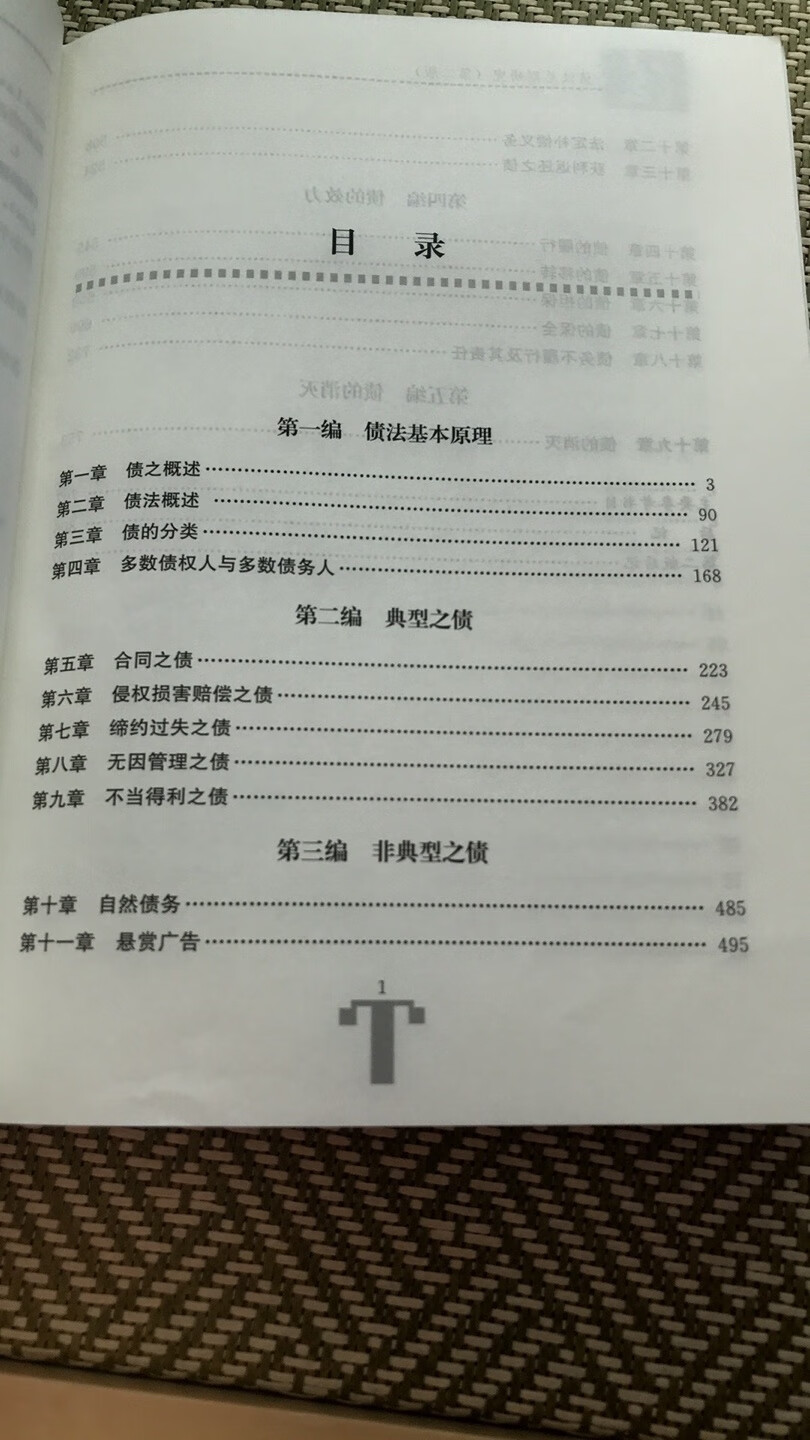 目 录
第一编 债法基本原理
第一章 债之概述……………………………………3
第二章 债法概述……………………………………90
第三章 债的分类……………………………………121
第四章 多数债权人与多数债务人……………………………………168
第二编 典型之债
第五章 合同之债……………………………………223
第六章 侵权损害赔偿之债……………………………………245
第七章 缔约过失之债……………………………………279
第八章 无因管理之债……………………………………327
第九章 不当得利之债……………………………………382
第三编 非典型之债
第十章 自然债务……………………………………485
第十一章 悬赏广告……………………………………495
1